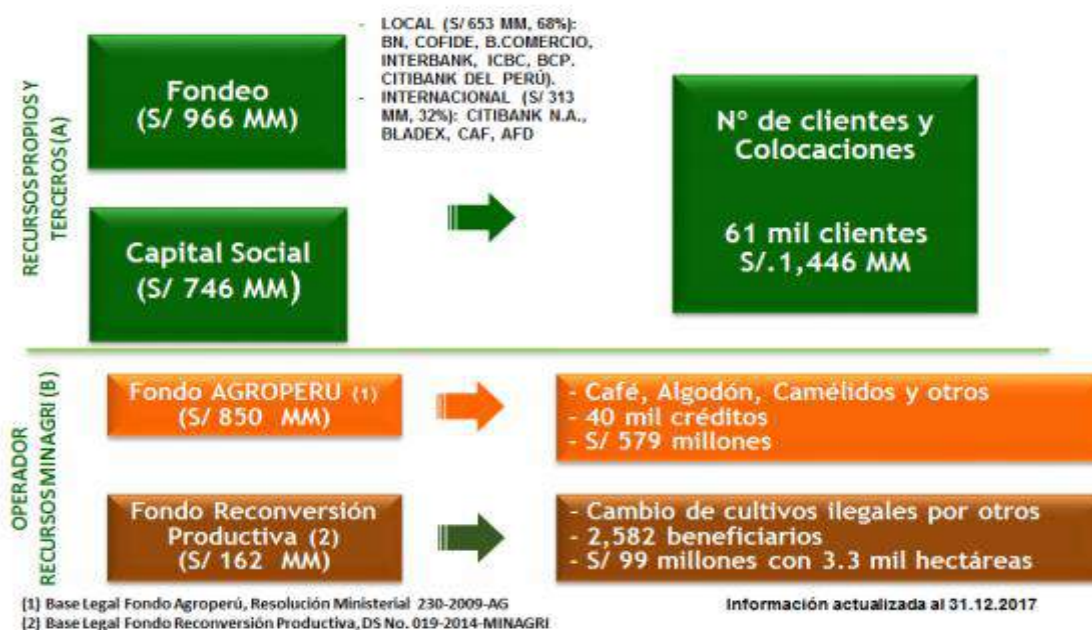 RECURSOS PROPIOS Y
TERCEROS (A)
Fondeo
(S/ 966 MM)
- LOCAL (S/ 653 MM, 68%):
BN, COFIDE, B.COMERCIO,
INTERBANK, ICBC, BCP.
CITIBANK DEL PERÚ).
- INTERNACIONAL (S/ 313
MM, 32%): CITIBANK N.A.,
BLADEX, CAF, AFD
Capital Social
(S/ 746 MM)
N° de clientes y
Colocaciones
61 mil clientes
S/.1,446 MM
OPERADOR
RECURSOS MINAGRI (B)
Fondo AGROPERU (1)
(S/ 850 MM)
- Café, Algodón, Camélidos y otros
- 40 mil créditos
- S/ 579 millones
Fondo Reconversión
Productiva (2)
(S/ 162 MM)
- Cambio de cultivos ilegales por otros
- 2,582 beneficiarios
- S/ 99 millones con 3.3 mil hectáreas
(1) Base Legal Fondo Agroperú, Resolución Ministerial 230-2009-AG
(2) Base Legal Fondo Reconversión Productiva, DS No. 019-2014-MINAGRI
Información actualizada al 31.12.2017